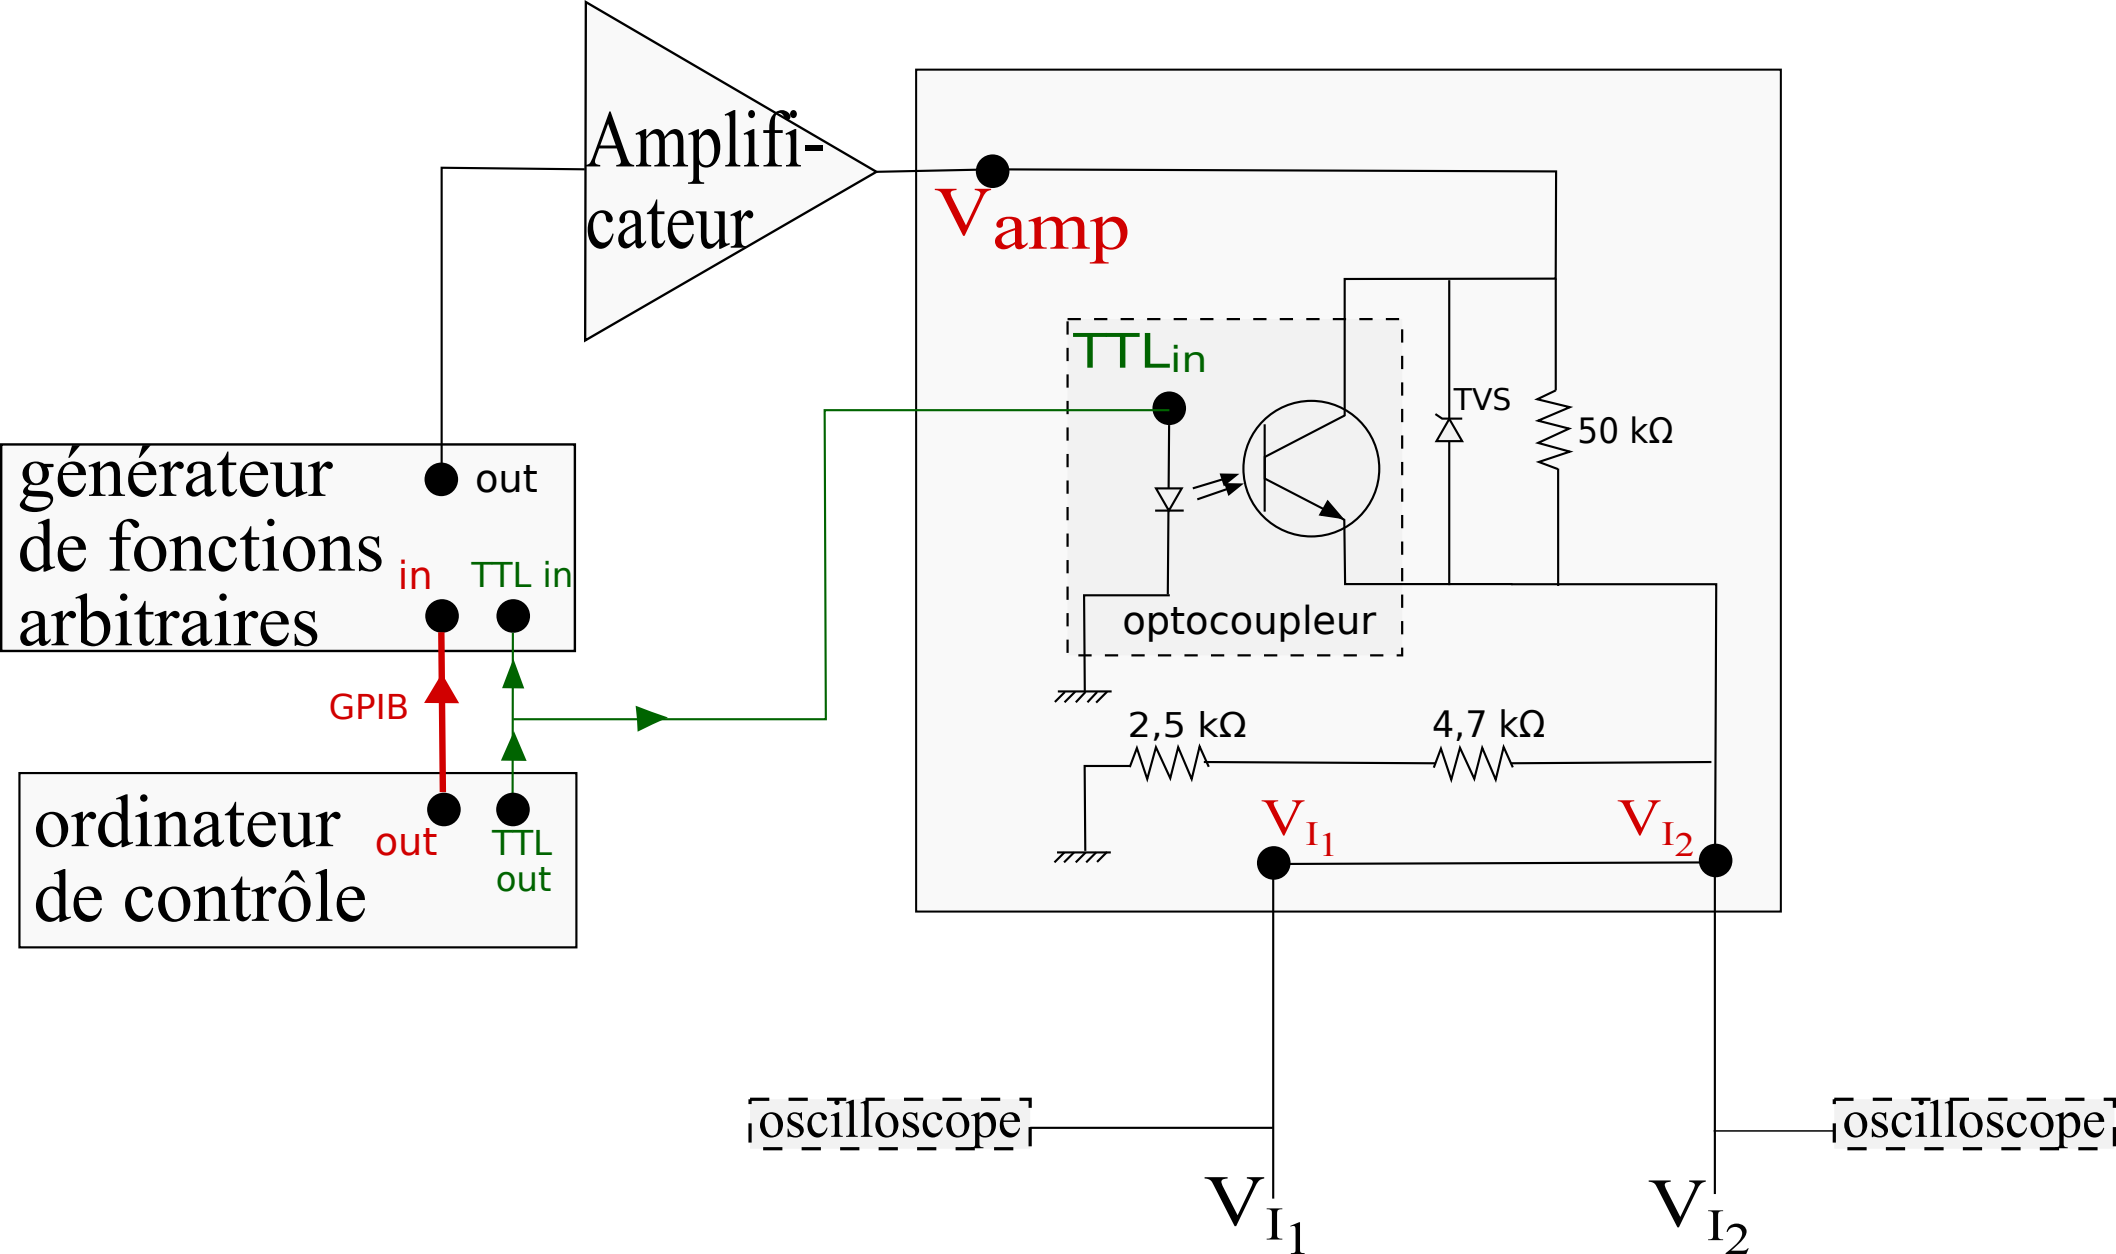 Amplifi-
cateur
Vamp
TTLin
TVS
50 kΩ
optocoupleur
générateur
de fonctions
arbitraires
out
in
TTL in
GPIB
ordinateur
de contrôle
out
TTL
out
2,5 kΩ
4,7 kΩ
VI1
VI2
oscilloscope
oscilloscope
VI1
VI2